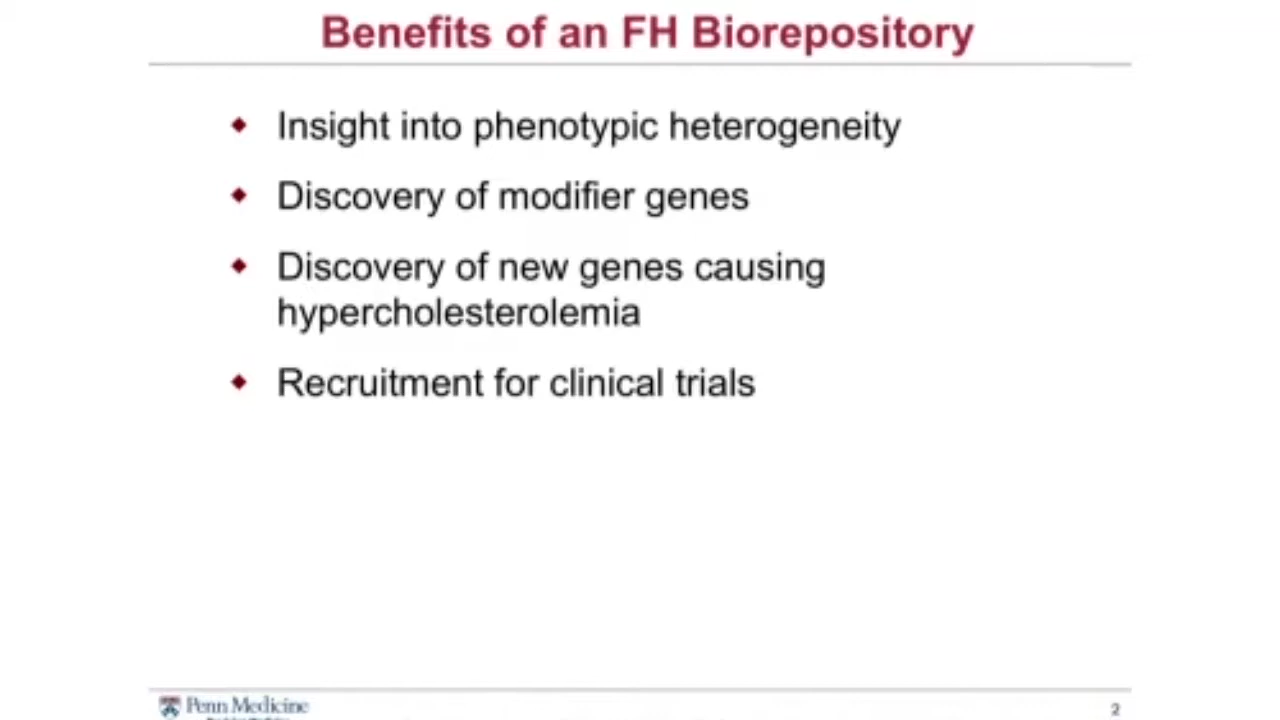 Benefits of an FH Biorepository
Insight into phenotypic heterogeneity
Discovery of modifier genes
Discovery of new genes causing
hypercholesterolemia
Recruitment for clinical trials
Penn Medicine
2